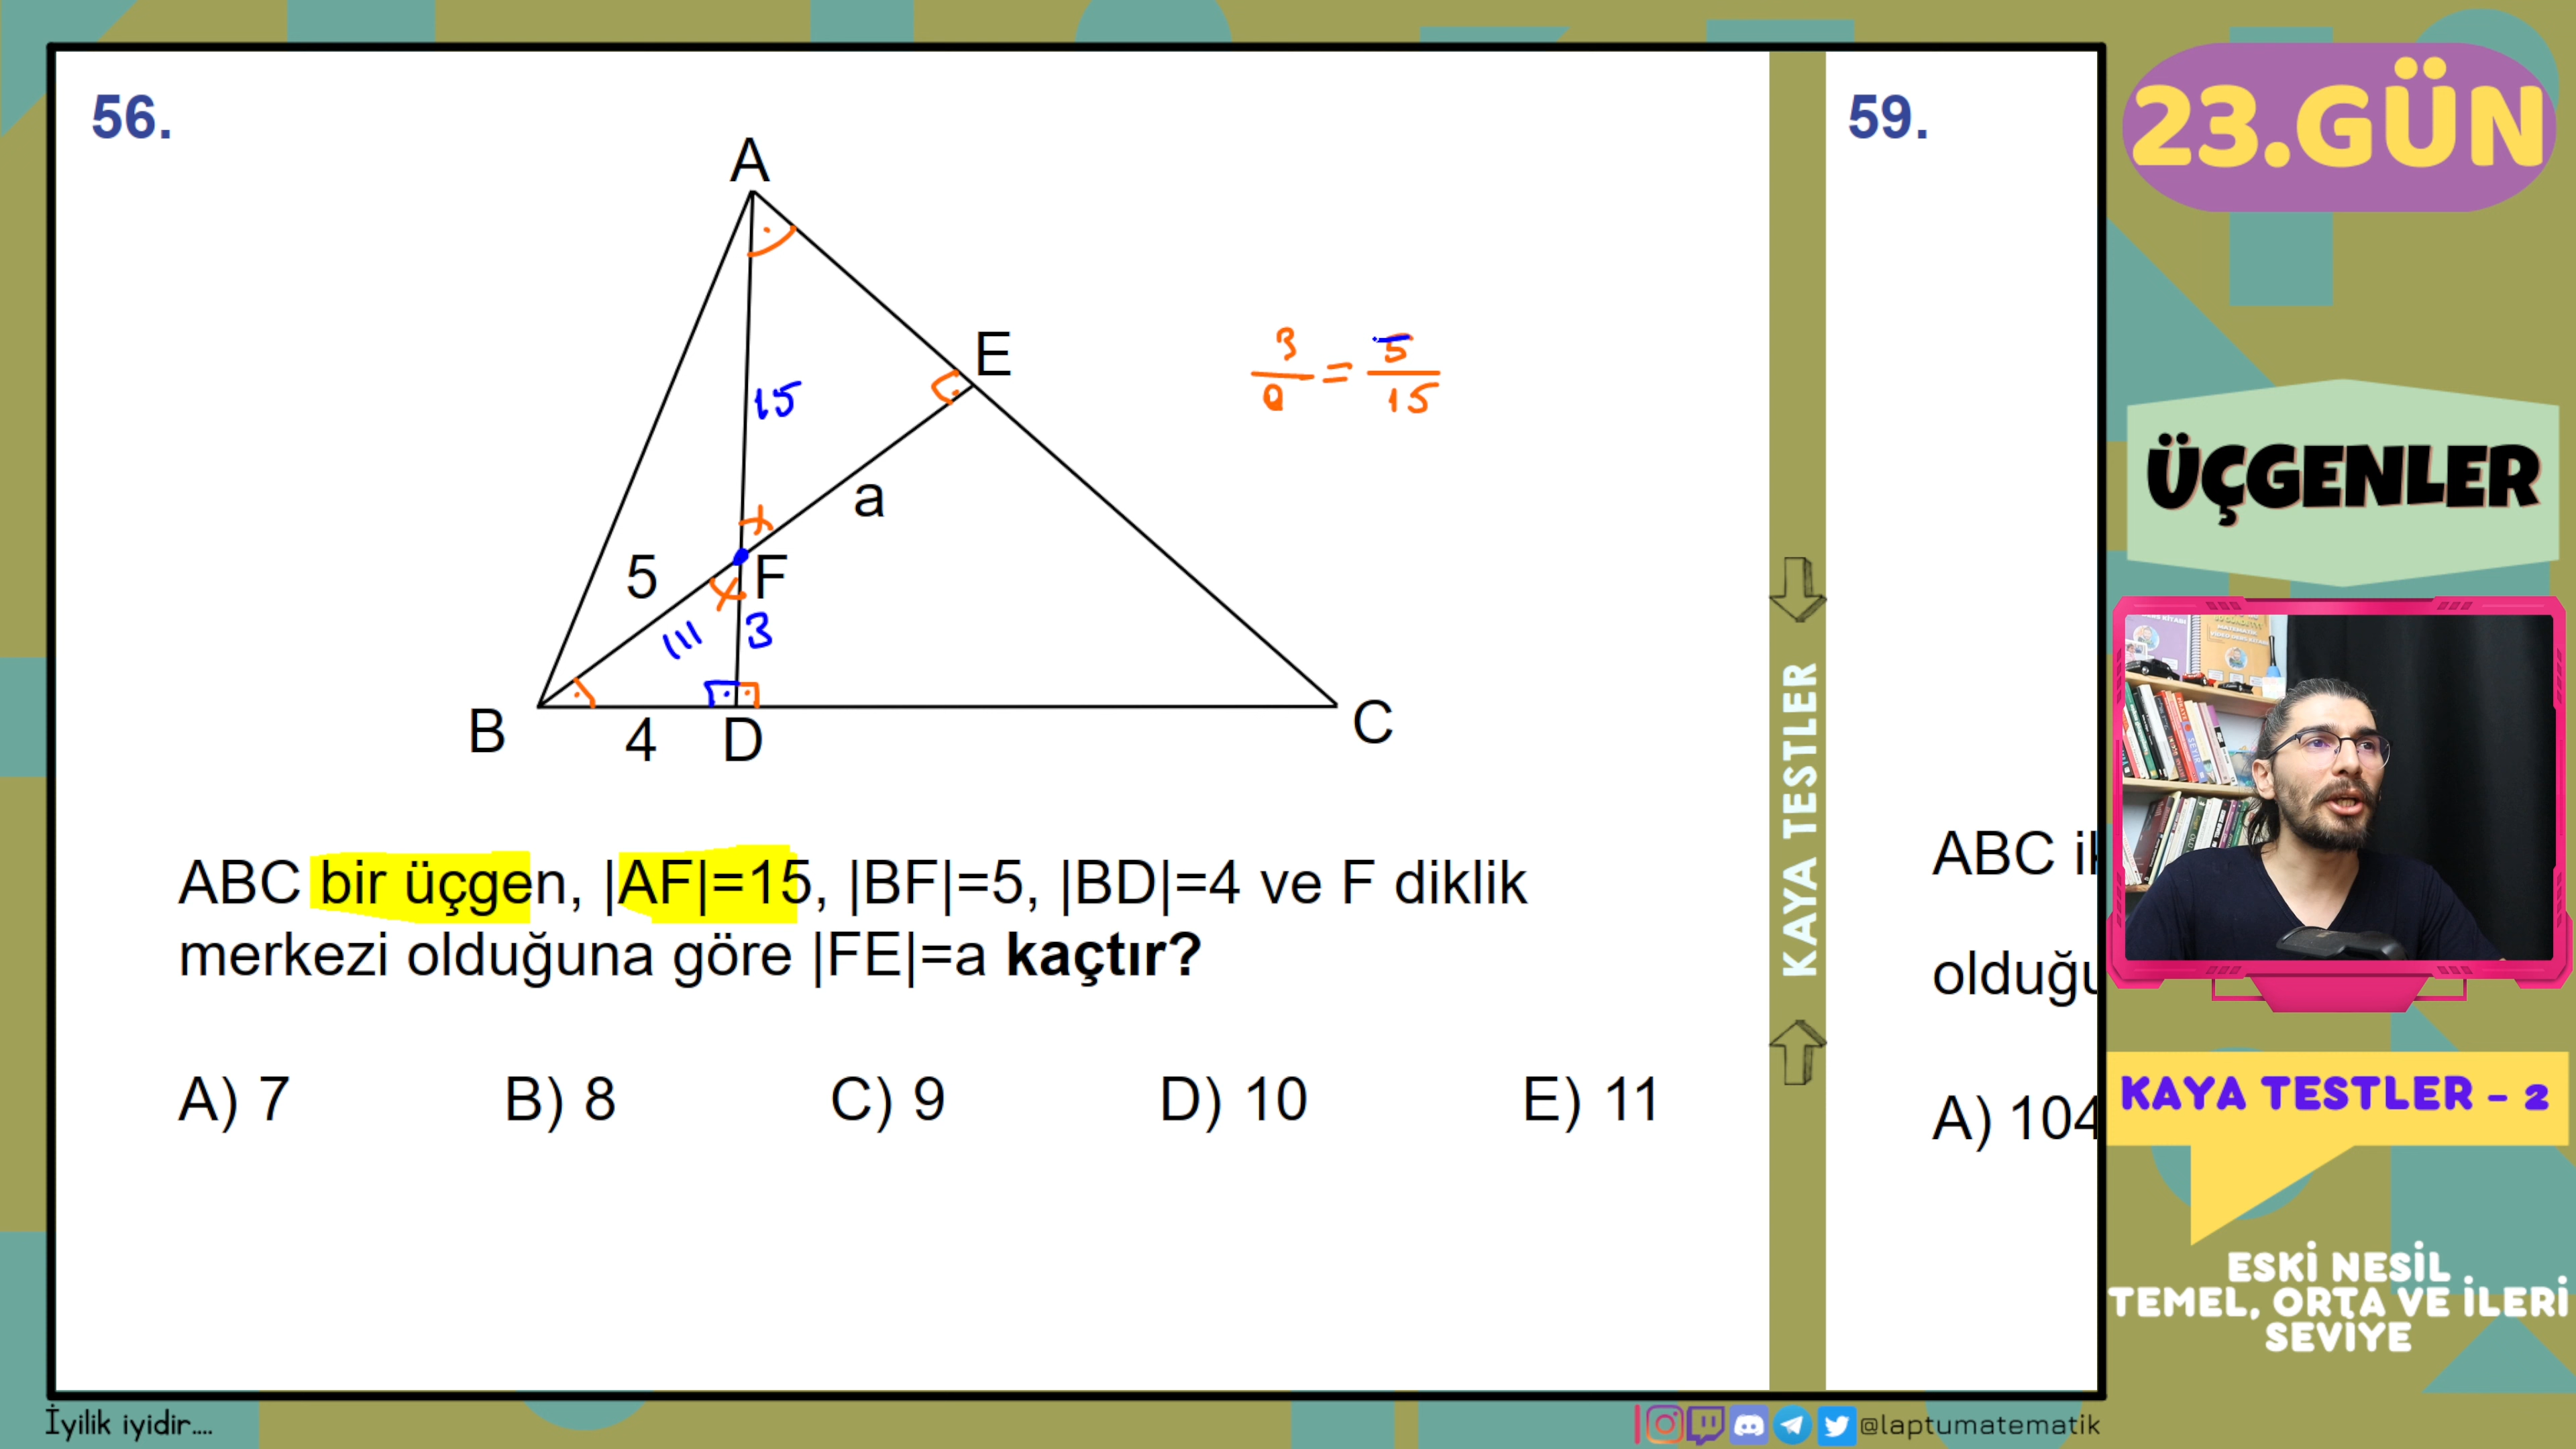 56.
A
E
15
a
5
F
3
B
4
D
C
3/a = 5/15
ABC bir üçgen, |AF|=15, |BF|=5, |BD|=4 ve F diklik
merkezi olduğuna göre |FE|=a kaçtır?
A) 7 B) 8 C) 9 D) 10 E) 11
KAYA TESTLER
59.
ABC
olduğu
A) 104
23.GÜN
ÜÇGENLER
KAYA TESTLER - 2
ESKİ NESİL
TEMEL, ORTA VE İLERİ
SEVİYE
İyilik iyidir....
@laptumatematik